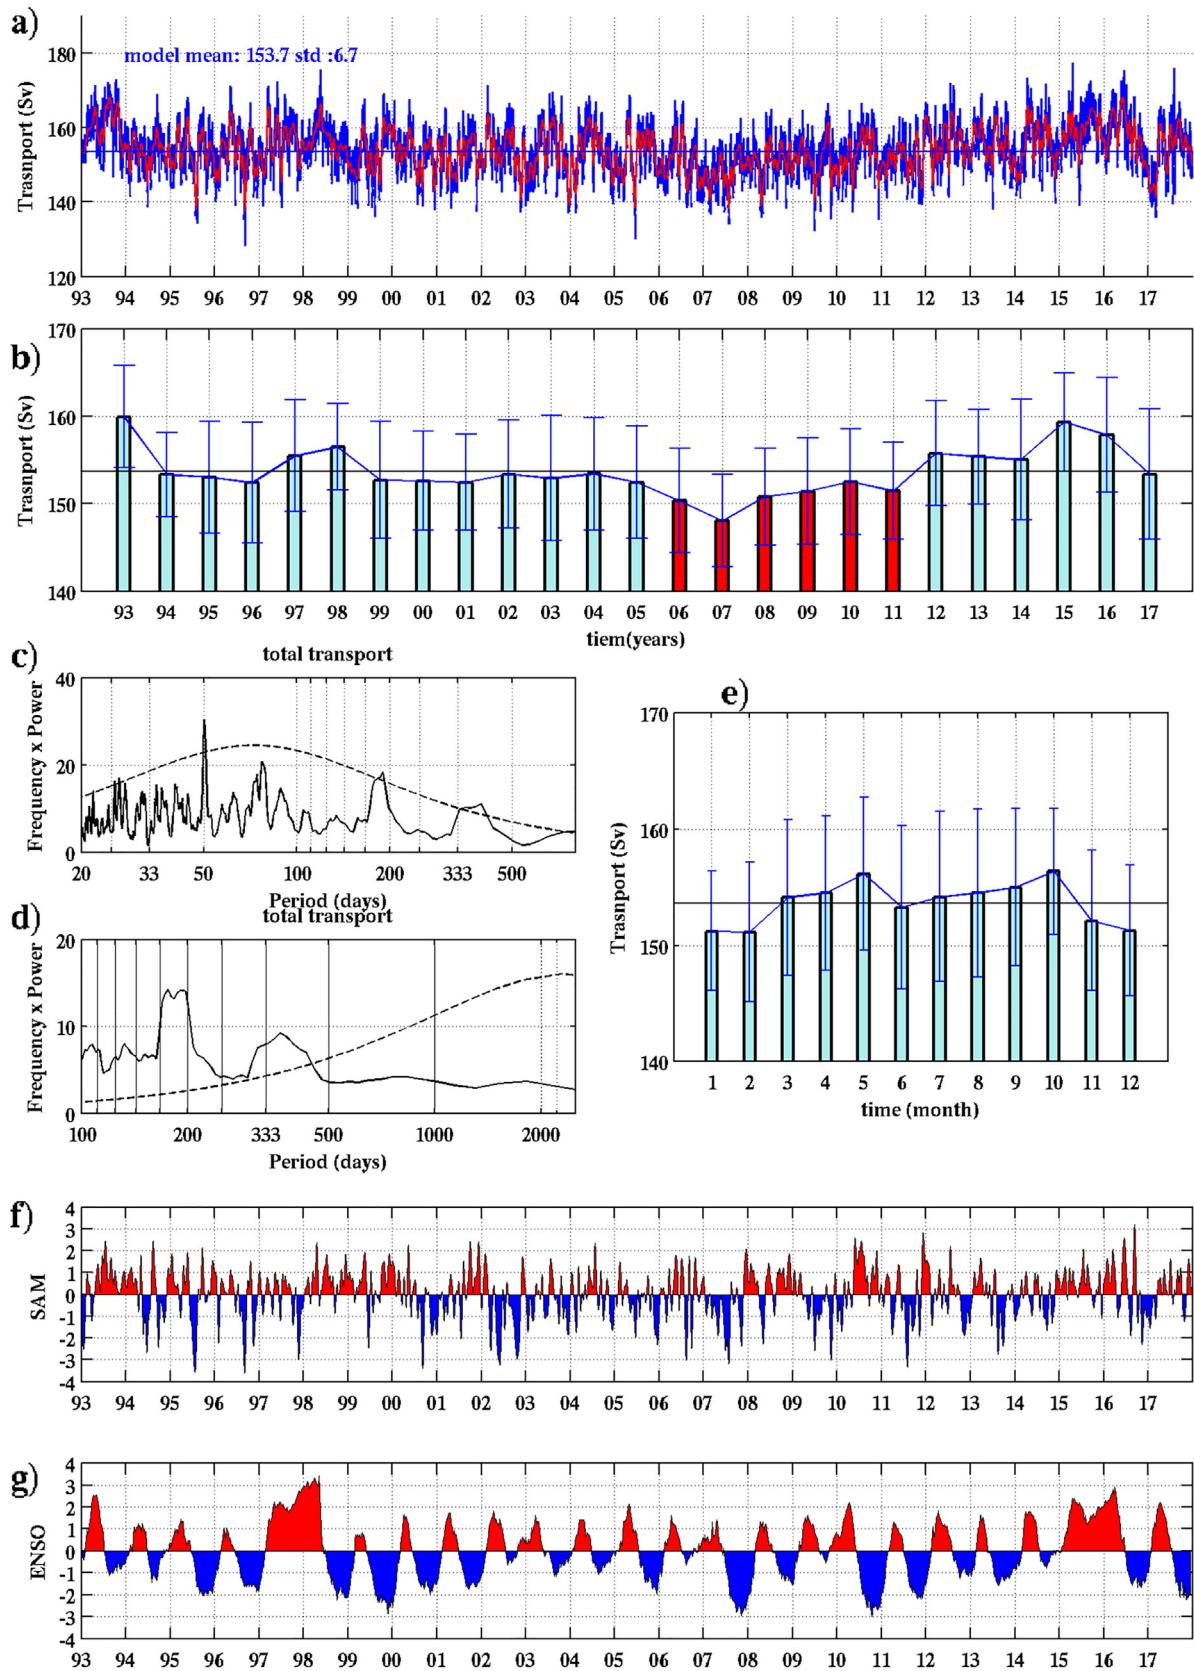 a)
Trasnport (Sv)
model mean: 153.7 std :6.7
180
160
140
120
93 94 95 96 97 98 99 00 01 02 03 04 05 06 07 08 09 10 11 12 13 14 15 16 17
b)
Trasnport (Sv)
170
160
150
140
93 94 95 96 97 98 99 00 01 02 03 04 05 06 07 08 09 10 11 12 13 14 15 16 17
tiem(years)
c)
total transport
Frequency x Power
40
20
0
20 33 50 100 200 333 500
Period (days)
d)
total transport
Frequency x Power
20
10
0
100 200 333 500 1000 2000
Period (days)
e)
Trasnport (Sv)
170
160
150
140
1 2 3 4 5 6 7 8 9 10 11 12
time (month)
f)
SAM
4
3
2
1
0
-1
-2
-3
-4
93 94 95 96 97 98 99 00 01 02 03 04 05 06 07 08 09 10 11 12 13 14 15 16 17
g)
ENSO
4
3
2
1
0
-1
-2
-3
-4
93 94 95 96 97 98 99 00 01 02 03 04 05 06 07 08 09 10 11 12 13 14 15 16 17